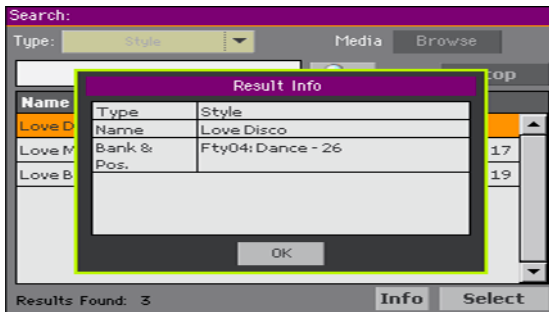 Search:
Type: Style Media Browse
op
Result Info
Name
Type Style
Love D
Name Love Disco
Love M
Bank & Pos. Fty04: Dance - 26
17
Love B
19
OK
Results Found: 3 Info Select